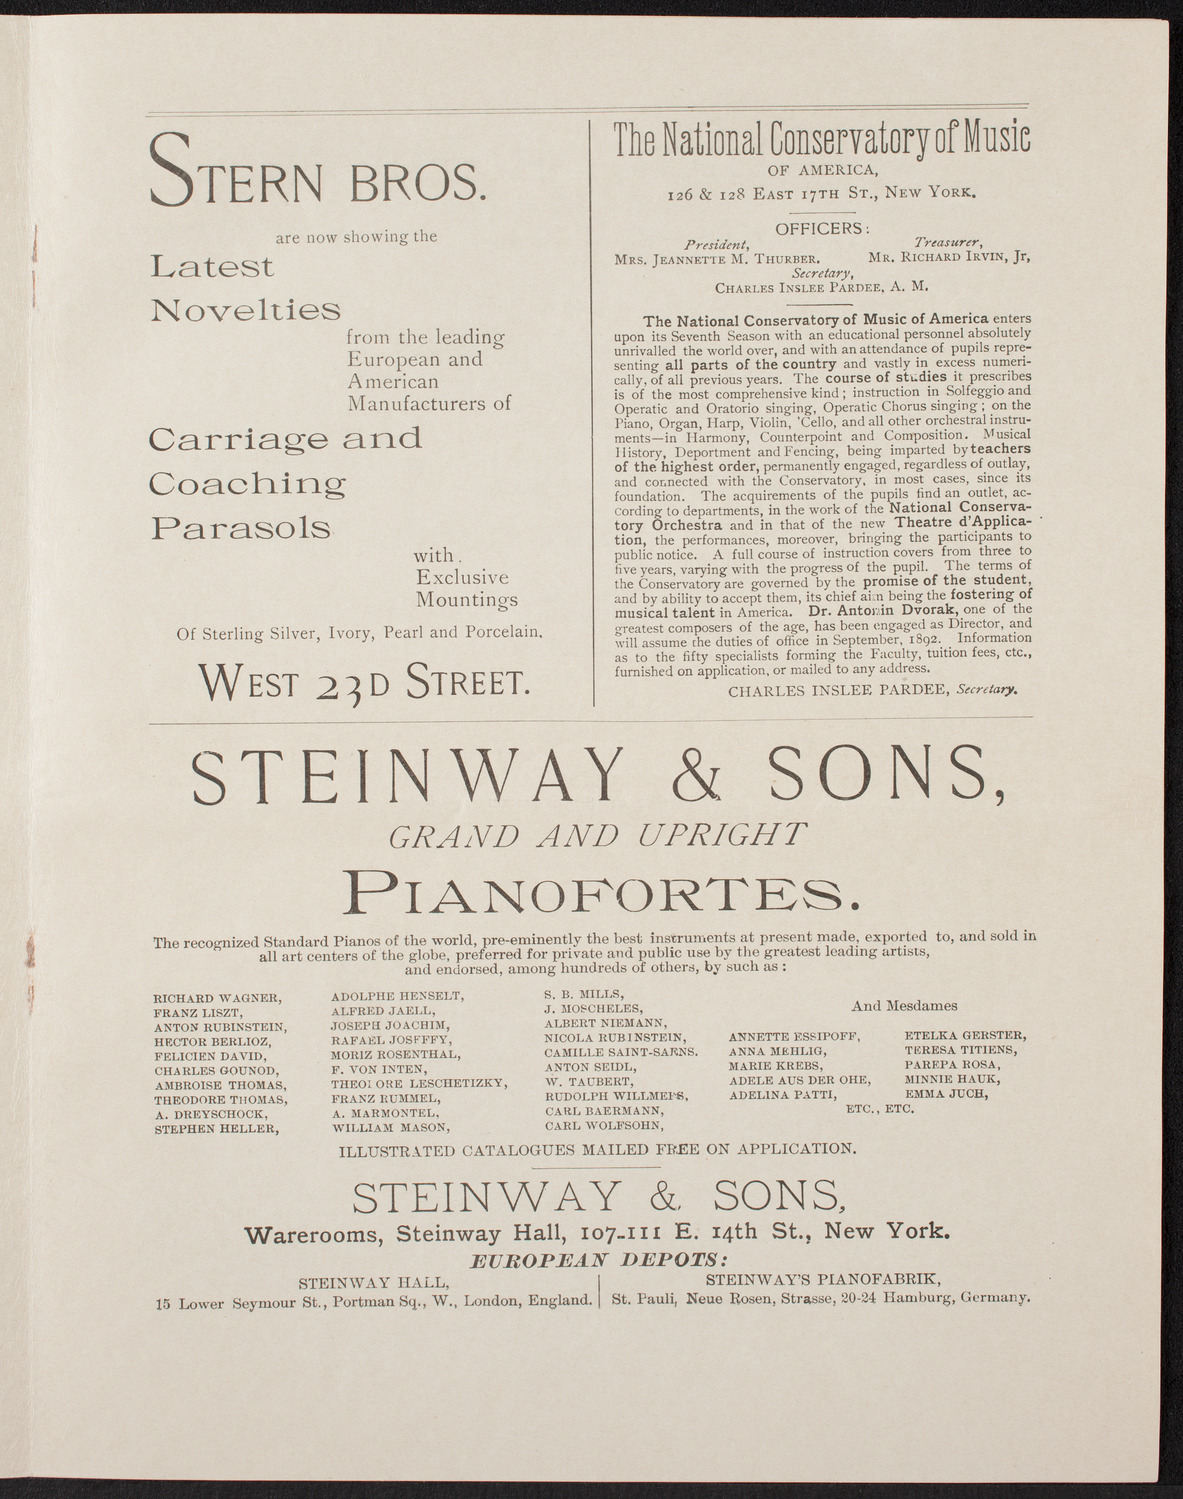 STERN BROS.
are now showing the
Latest
Novelties
from the leading
European and
American
Manufacturers of
Carriage and
Coaching
Parasols
with.
Exclusive
Mountings
Of Sterling Silver, Ivory, Pearl and Porcelain.
WEST 23D STREET.
The National Conservatory of Music
OF AMERICA,
126 & 128 EAST 17TH ST., NEW YORK.
OFFICERS:
President, Treasurer,
MRS. JEANNETTE M. THURBER. MR. RICHARD IRVIN, Jr,
Secretary,
CHARLES INSLEE PARDEE, A. M.
The National Conservatory of Music of America enters
upon its Seventh Season with an educational personnel absolutely
unrivalled the world over, and with an attendance of pupils repre-
senting all parts of the country and vastly in excess numeri-
cally, of all previous years. The course of studies it prescribes
is of the most comprehensive kind; instruction in Solfeggio and
Operatic and Oratorio singing, Operatic Chorus singing; on the
Piano, Organ, Harp, Violin, 'Cello, and all other orchestral instru-
ments—in Harmony, Counterpoint and Composition. Musical
History, Deportment and Fencing, being imparted by teachers
of the highest order, permanently engaged, regardless of outlay,
and connected with the Conservatory, in most cases, since its
foundation. The acquirements of the pupils find an outlet, ac-
cording to departments, in the work of the National Conserva-
tory Orchestra and in that of the new Theatre d'Applica-
tion, the performances, moreover, bringing the participants to
public notice. A full course of instruction covers from three to
five years, varying with the progress of the pupil. The terms of
the Conservatory are governed by the promise of the student,
and by ability to accept them, its chief aim being the fostering of
musical talent in America. Dr. Antonin Dvorak, one of the
greatest composers of the age, has been engaged as Director, and
will assume the duties of office in September, 1892. Information
as to the fifty specialists forming the Faculty, tuition fees, etc.,
furnished on application, or mailed to any address.
CHARLES INSLEE PARDEE, Secretary.
STEINWAY & SONS,
GRAND AND UPRIGHT
PIANOFORTES.
The recognized Standard Pianos of the world, pre-eminently the best instruments at present made, exported to, and sold in
all art centers of the globe, preferred for private and public use by the greatest leading artists,
and endorsed, among hundreds of others, by such as:
RICHARD WAGNER,
FRANZ LISZT,
ANTON RUBINSTEIN,
HECTOR BERLIOZ,
FELICIEN DAVID,
CHARLES GOUNOD,
AMBROISE THOMAS,
THEODORE THOMAS,
A. DREYSCHOCK,
STEPHEN HELLER,
ADOLPHE HENSELT,
ALFRED JAELL,
JOSEPH JOACHIM,
RAFAEL JOSEFFY,
MORIZ ROSENTHAL,
F. VON INTEN,
THEODORE LESCHETIZKY,
FRANZ RUMMEL,
A. MARMONTEL,
WILLIAM MASON,
S. B. MILLS,
J. MOSCHELES,
ALBERT NIEMANN,
NICOLA RUBINSTEIN,
CAMILLE SAINT-SAENS.
ANTON SEIDL,
W. TAUBERT,
RUDOLPH WILLMERS,
CARL BAERMANN,
CARL WOLFSOHN,
And Mesdames
ANNETTE ESSIPOFF,
ANNA MEHLIG,
MARIE KREBS,
ADELE AUS DER OHE,
ADELINA PATTI,
ETELKA GERSTER,
TERESA TITIENS,
PAREPA ROSA,
MINNIE HAUK,
EMMA JUCH,
ETC., ETC.
ILLUSTRATED CATALOGUES MAILED FREE ON APPLICATION.
STEINWAY & SONS,
Warerooms, Steinway Hall, 107-111 E. 14th St., New York.
EUROPEAN DEPOTS:
STEINWAY HALL,
15 Lower Seymour St., Portman Sq., W., London, England.
STEINWAY'S PIANOFABRIK,
St. Pauli, Neue Rosen, Strasse, 20-24 Hamburg, Germany.